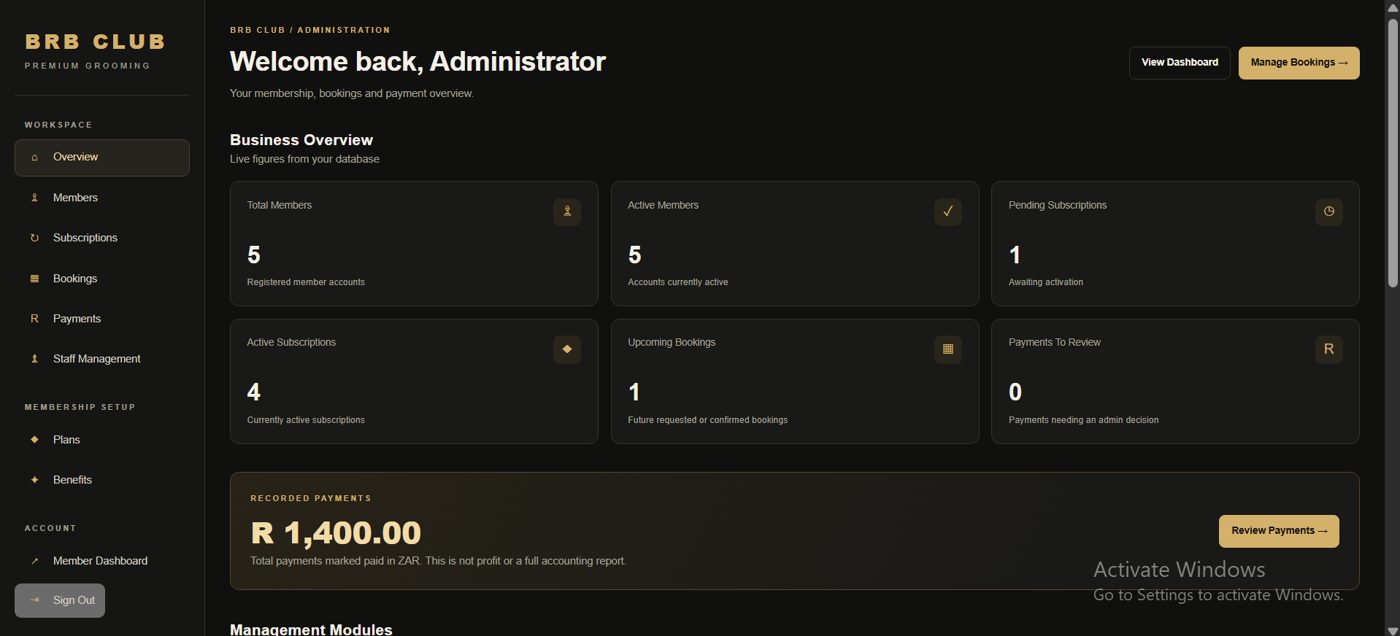 BRB CLUB
PREMIUM GROOMING
WORKSPACE
Overview
Members
Subscriptions
Bookings
R Payments
Staff Management
MEMBERSHIP SETUP
Plans
Benefits
ACCOUNT
Member Dashboard
Sign Out
BRB CLUB / ADMINISTRATION
Welcome back, Administrator
Your membership, bookings and payment overview.
View Dashboard
Manage Bookings →
Business Overview
Live figures from your database
Total Members
5
Registered member accounts
Active Members
✓
5
Accounts currently active
Pending Subscriptions
1
Awaiting activation
Active Subscriptions
4
Currently active subscriptions
Upcoming Bookings
1
Future requested or confirmed bookings
Payments To Review
R
0
Payments needing an admin decision
RECORDED PAYMENTS
R 1,400.00
Total payments marked paid in ZAR. This is not profit or a full accounting report.
Review Payments →
Activate Windows
Go to Settings to activate Windows.
Management Modules